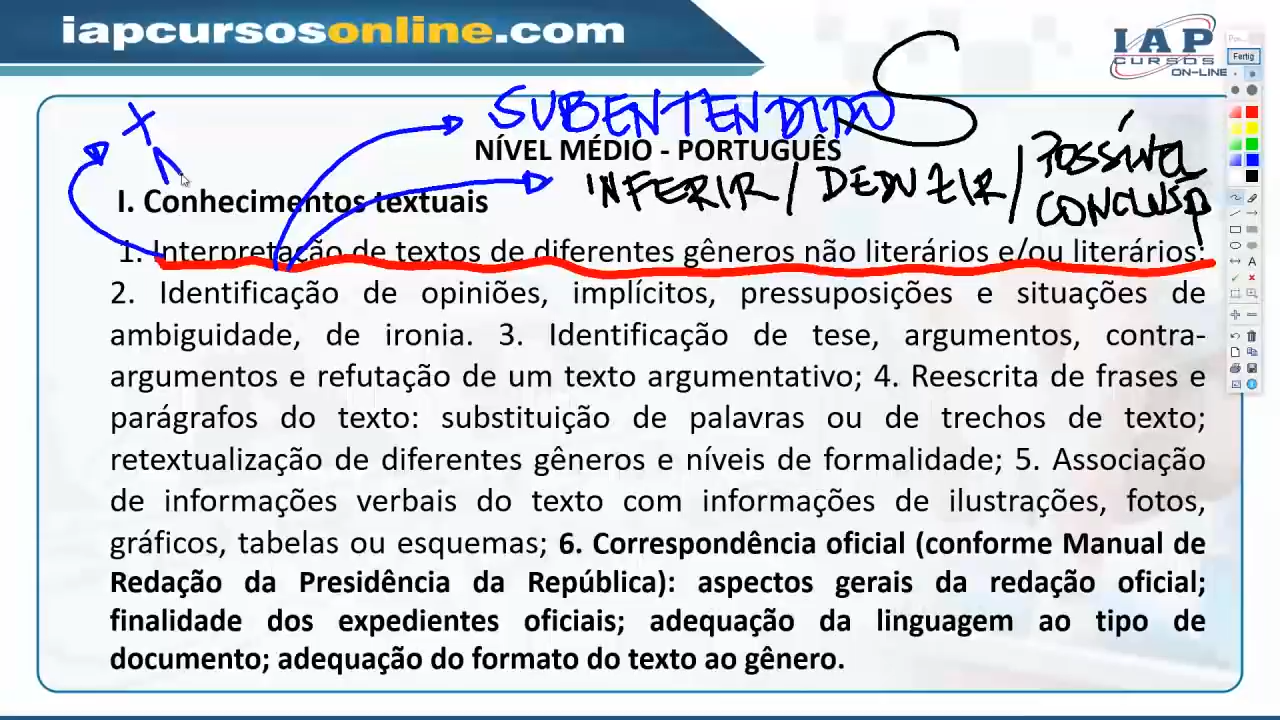 iapcursosonline.com
IAP
CURSOS
ON-LINE
Pos...
Fertig
SUBENTENDIDO S
NÍVEL MÉDIO - PORTUGUÊS
INFERIR / DEDUZIR / POSSÍVEL
CONCLUSÃ
I. Conhecimentos textuais
1. Interpretação de textos de diferentes gêneros não literários e/ou literários:
2. Identificação de opiniões, implícitos, pressuposições e situações de
ambiguidade, de ironia. 3. Identificação de tese, argumentos, contra-
argumentos e refutação de um texto argumentativo; 4. Reescrita de frases e
parágrafos do texto: substituição de palavras ou de trechos de texto;
retextualização de diferentes gêneros e níveis de formalidade; 5. Associação
de informações verbais do texto com informações de ilustrações, fotos,
gráficos, tabelas ou esquemas; 6. Correspondência oficial (conforme Manual de
Redação da Presidência da República): aspectos gerais da redação oficial;
finalidade dos expedientes oficiais; adequação da linguagem ao tipo de
documento; adequação do formato do texto ao gênero.